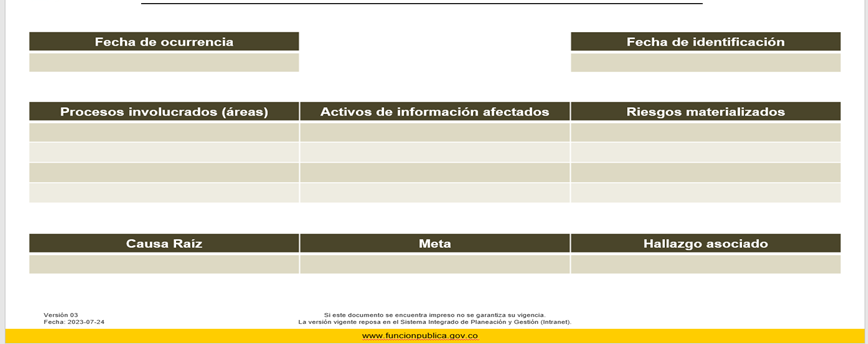 Fecha de ocurrencia
Fecha de identificación
Procesos involucrados (áreas)
Activos de información afectados
Riesgos materializados
Causa Raíz
Meta
Hallazgo asociado
Versión 03
Fecha: 2023-07-24
Si este documento se encuentra impreso no se garantiza su vigencia.
La versión vigente reposa en el Sistema Integrado de Planeación y Gestión (Intranet).
www.funcionpublica.gov.co